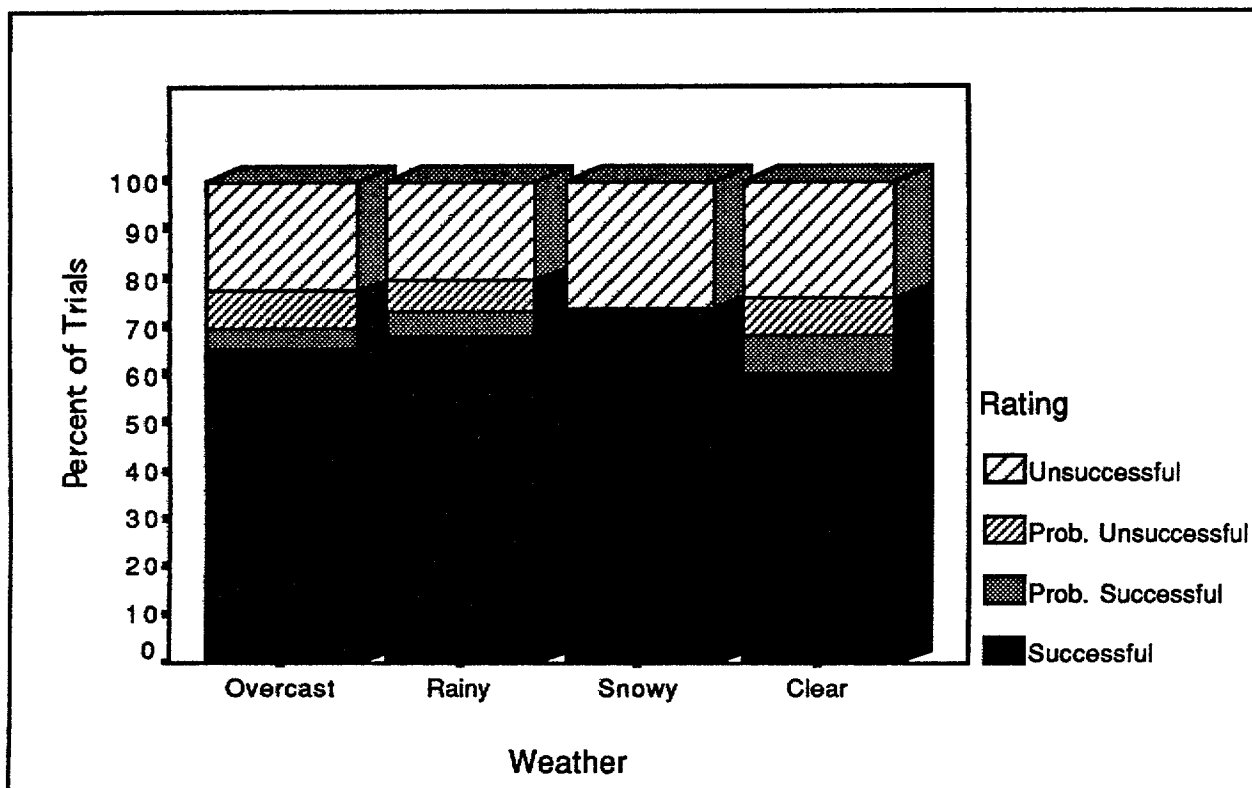 Percent of Trials
100
90
80
70
60
50
40
30
20
10
0
Overcast Rainy Snowy Clear
Weather
Rating
Unsuccessful
Prob. Unsuccessful
Prob. Successful
Successful